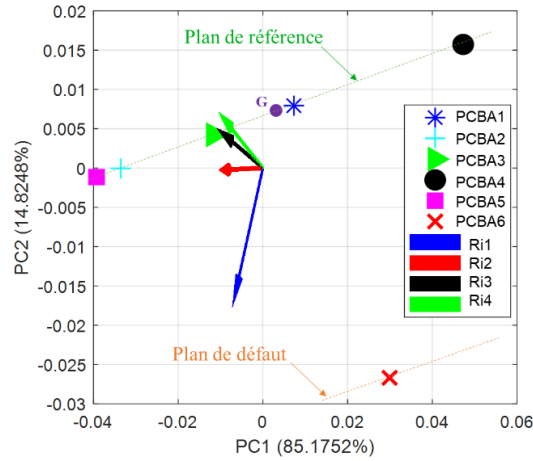 0.02
0.015
0.01
0.005
0
-0.005
-0.01
-0.015
-0.02
-0.025
-0.03
PC2 (14.8248%)
Plan de référence
G
PCBA1
PCBA2
PCBA3
PCBA4
PCBA5
PCBA6
Ri1
Ri2
Ri3
Ri4
Plan de défaut
-0.04
-0.02
0
0.02
0.04
0.06
PC1 (85.1752%)